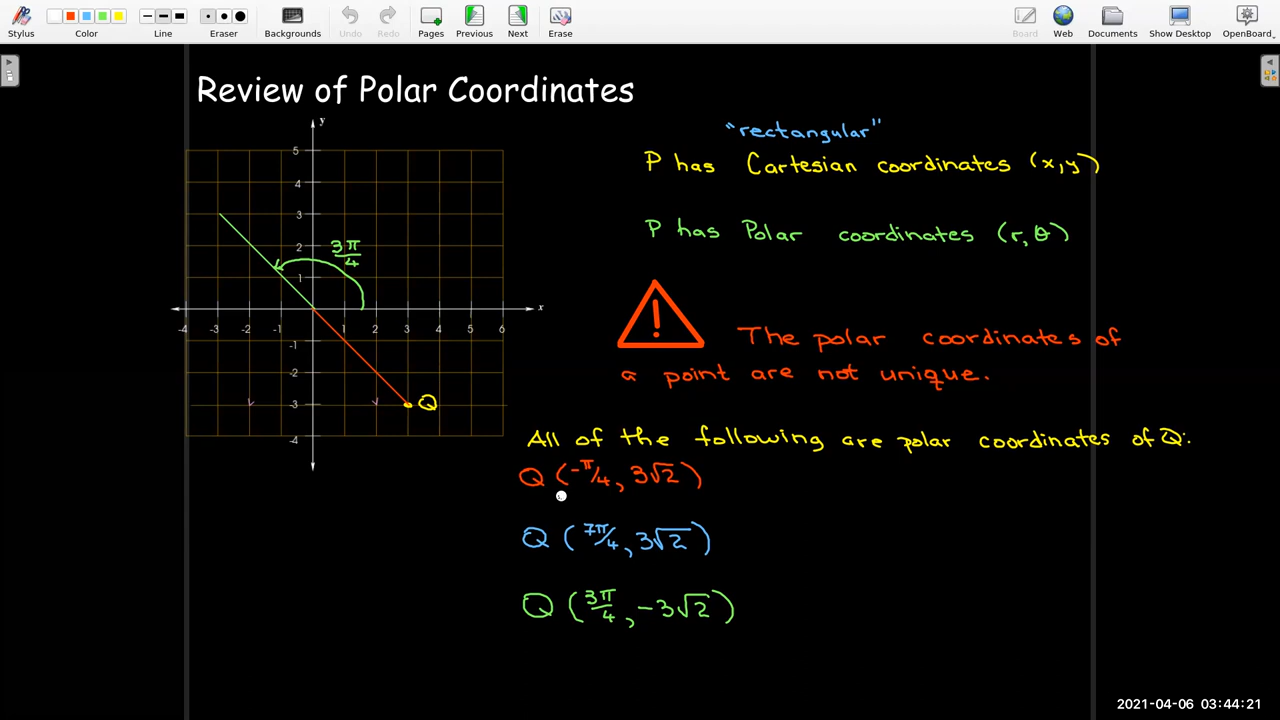 Stylus Color Line Eraser Backgrounds Undo Redo Pages Previous Next Erase Board Web Documents Show Desktop OpenBoard
Review of Polar Coordinates
"rectangular"
P has Cartesian coordinates (x,y)
P has Polar coordinates (r,θ)
!
The polar coordinates of
a point are not unique.
y
5
4
3
2
1
3π/4
x
-4 -3 -2 -1 1 2 3 4 5 6
-1
-2
-3
-4
Q
All of the following are polar coordinates of Q:
Q (-π/4, 3√2)
Q (7π/4, 3√2)
Q (3π/4, -3√2)
2021-04-06 03:44:21